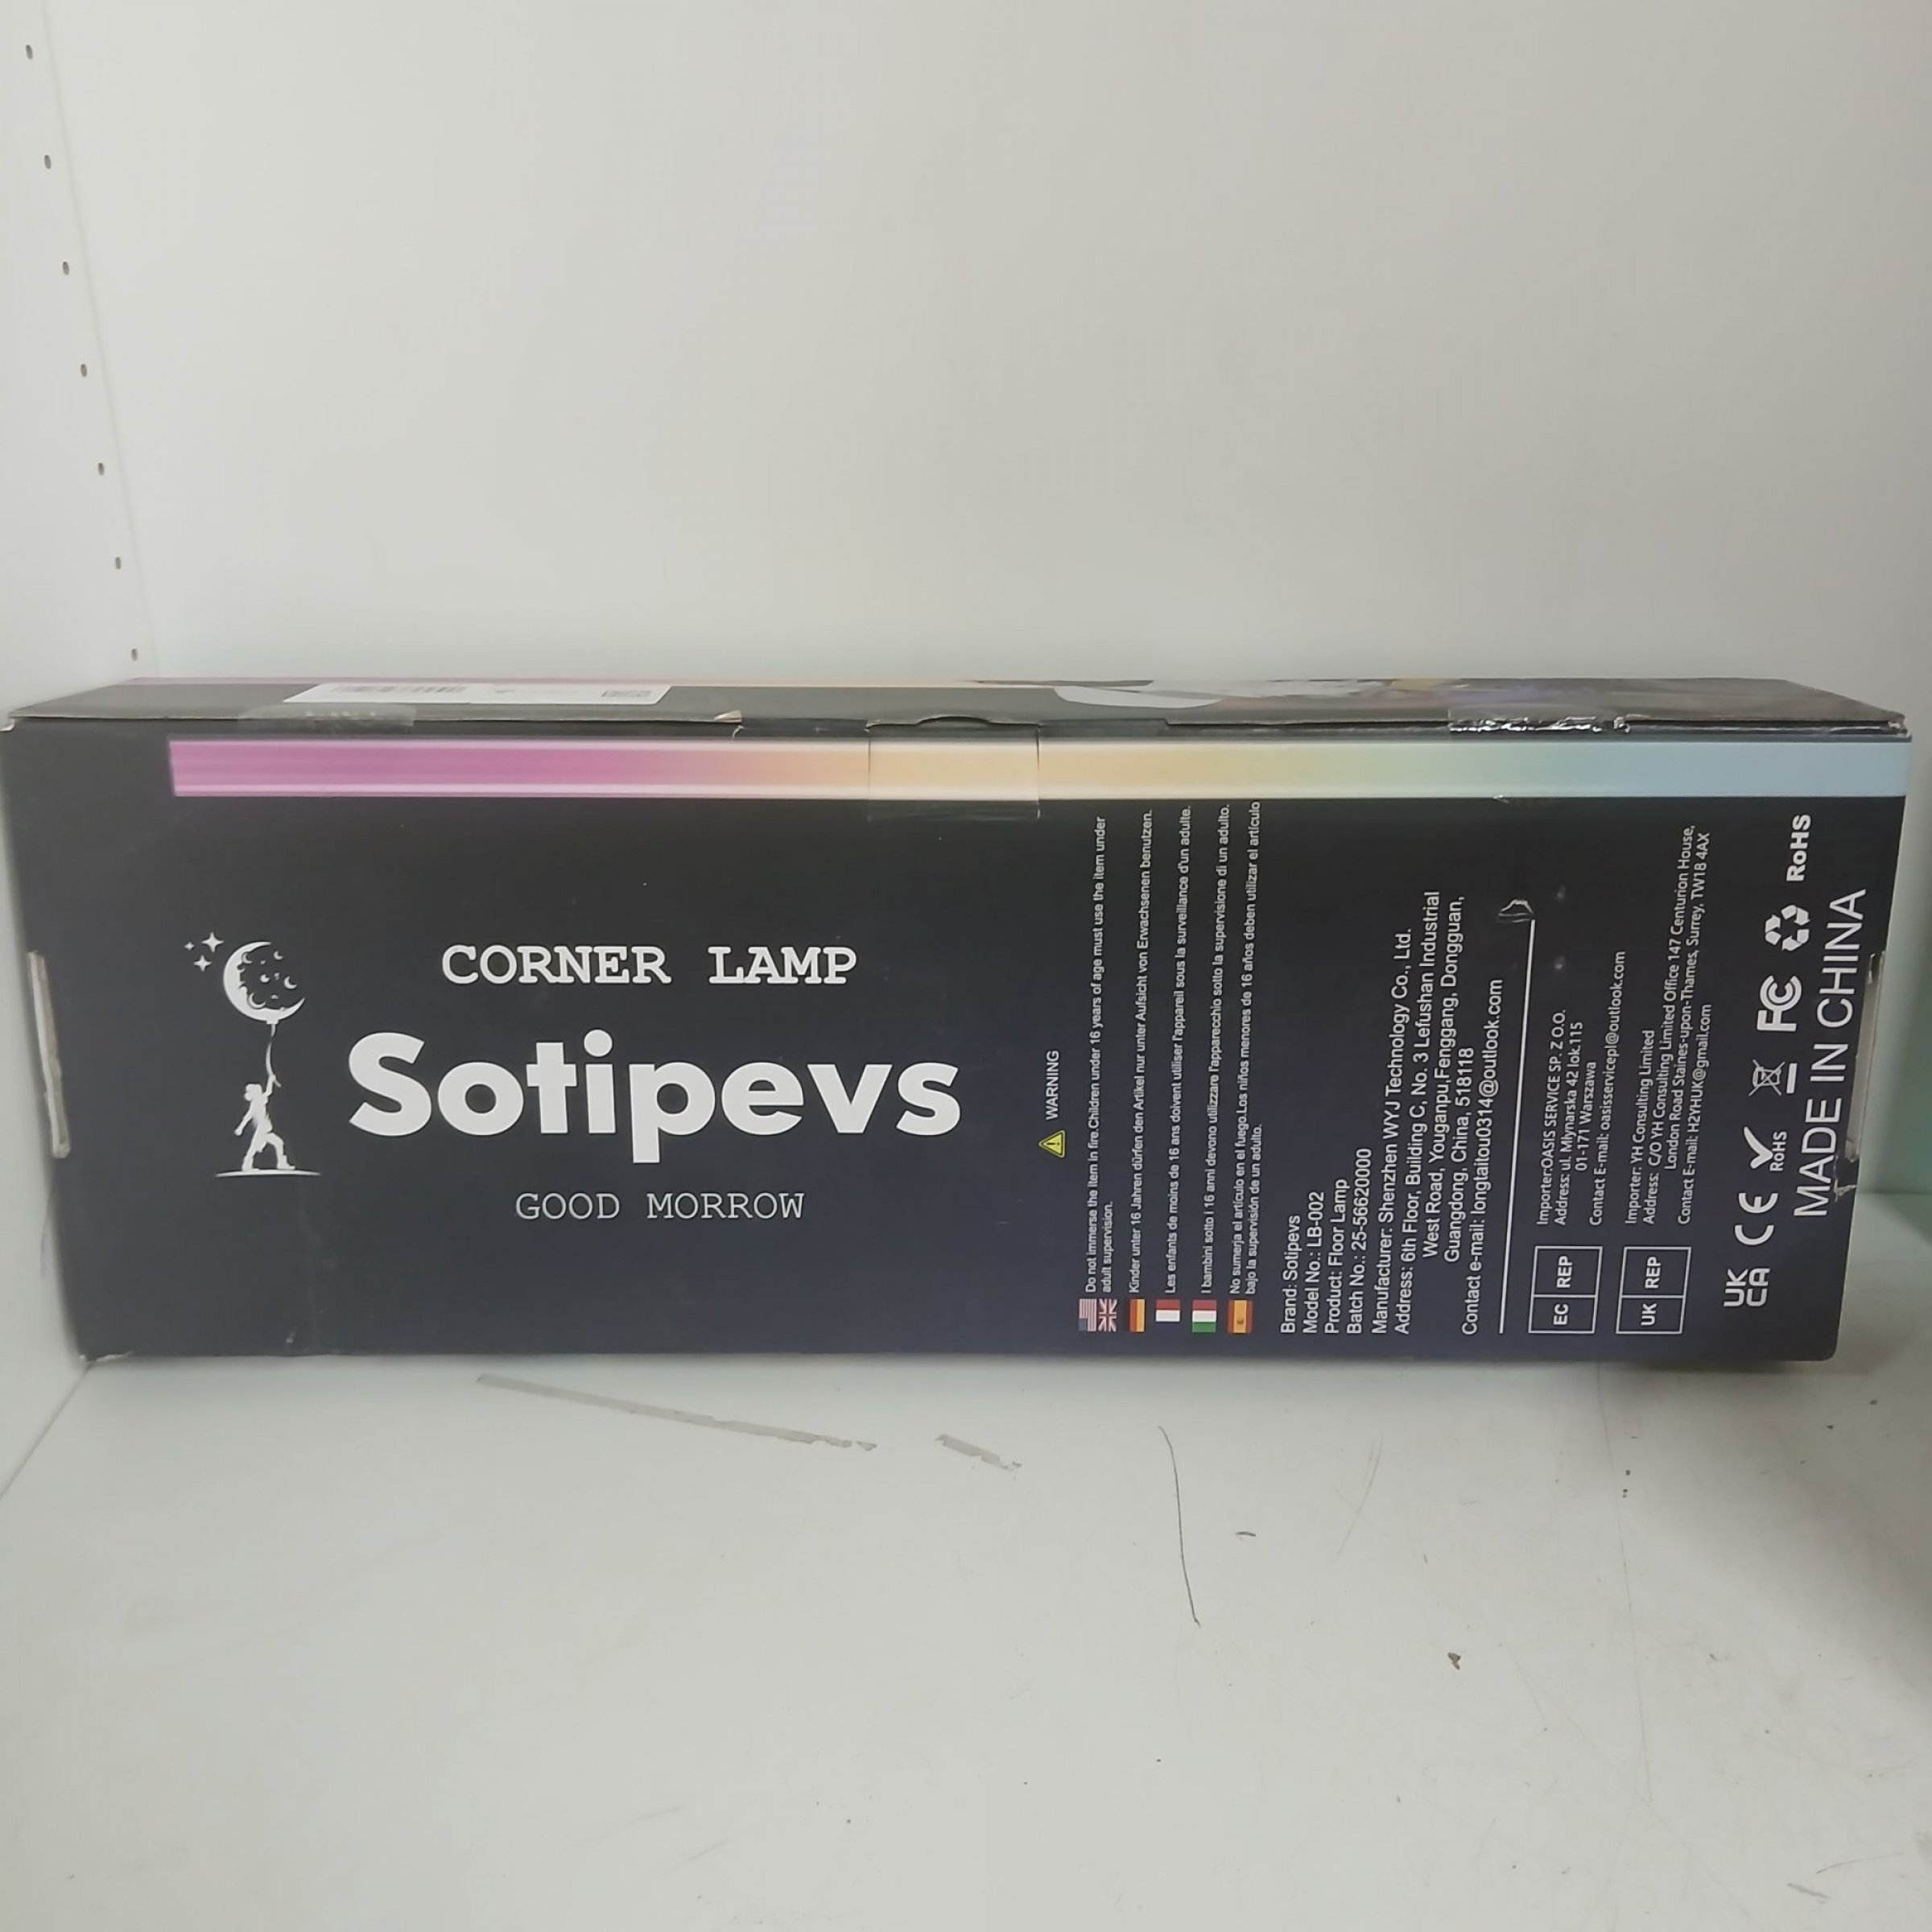 CORNER LAMP
Sotipevs
GOOD MORROW
WARNING
Do not immerse the item in fire.Children under 16 years of age must use the item under
adult supervision.
Kinder unter 16 Jahren dürfen den Artikel nur unter Aufsicht von Erwachsenen benutzen.
Les enfants de moins de 16 ans doivent utiliser l'appareil sous la surveillance d'un adulte.
I bambini sotto i 16 anni devono utilizzare l'apparecchio sotto la supervisione di un adulto.
No sumerja el artículo en el fuego.Los niños menores de 16 años deben utilizar el artículo
bajo la supervisión de un adulto.
Brand: Sotipevs
Model No.: LB-002
Product: Floor Lamp
Batch No.: 25-56620000
Manufacturer: Shenzhen WYJ Technology Co., Ltd.
Address: 6th Floor, Building C, No. 3 Lefushan Industrial
West Road, Youganpu,Fenggang, Dongguan,
Guangdong, China, 518118
Contact e-mail: longtaitou0314@outlook.com
EC REP
Importer:OASIS SERVICE SP. Z O.O.
Address: ul. Młynarska 42 lok.115
01-171 Warszawa
Contact E-mail: oasisservicepl@outlook.com
UK REP
Importer: YH Consulting Limited
Address: C/O YH Consulting Limited Office 147 Centurion House,
London Road Staines-upon-Thames, Surrey, TW18 4AX
Contact E-mail: H2YHUK@gmail.com
UK
CA
CE
RoHS
FC
RoHS
MADE IN CHINA